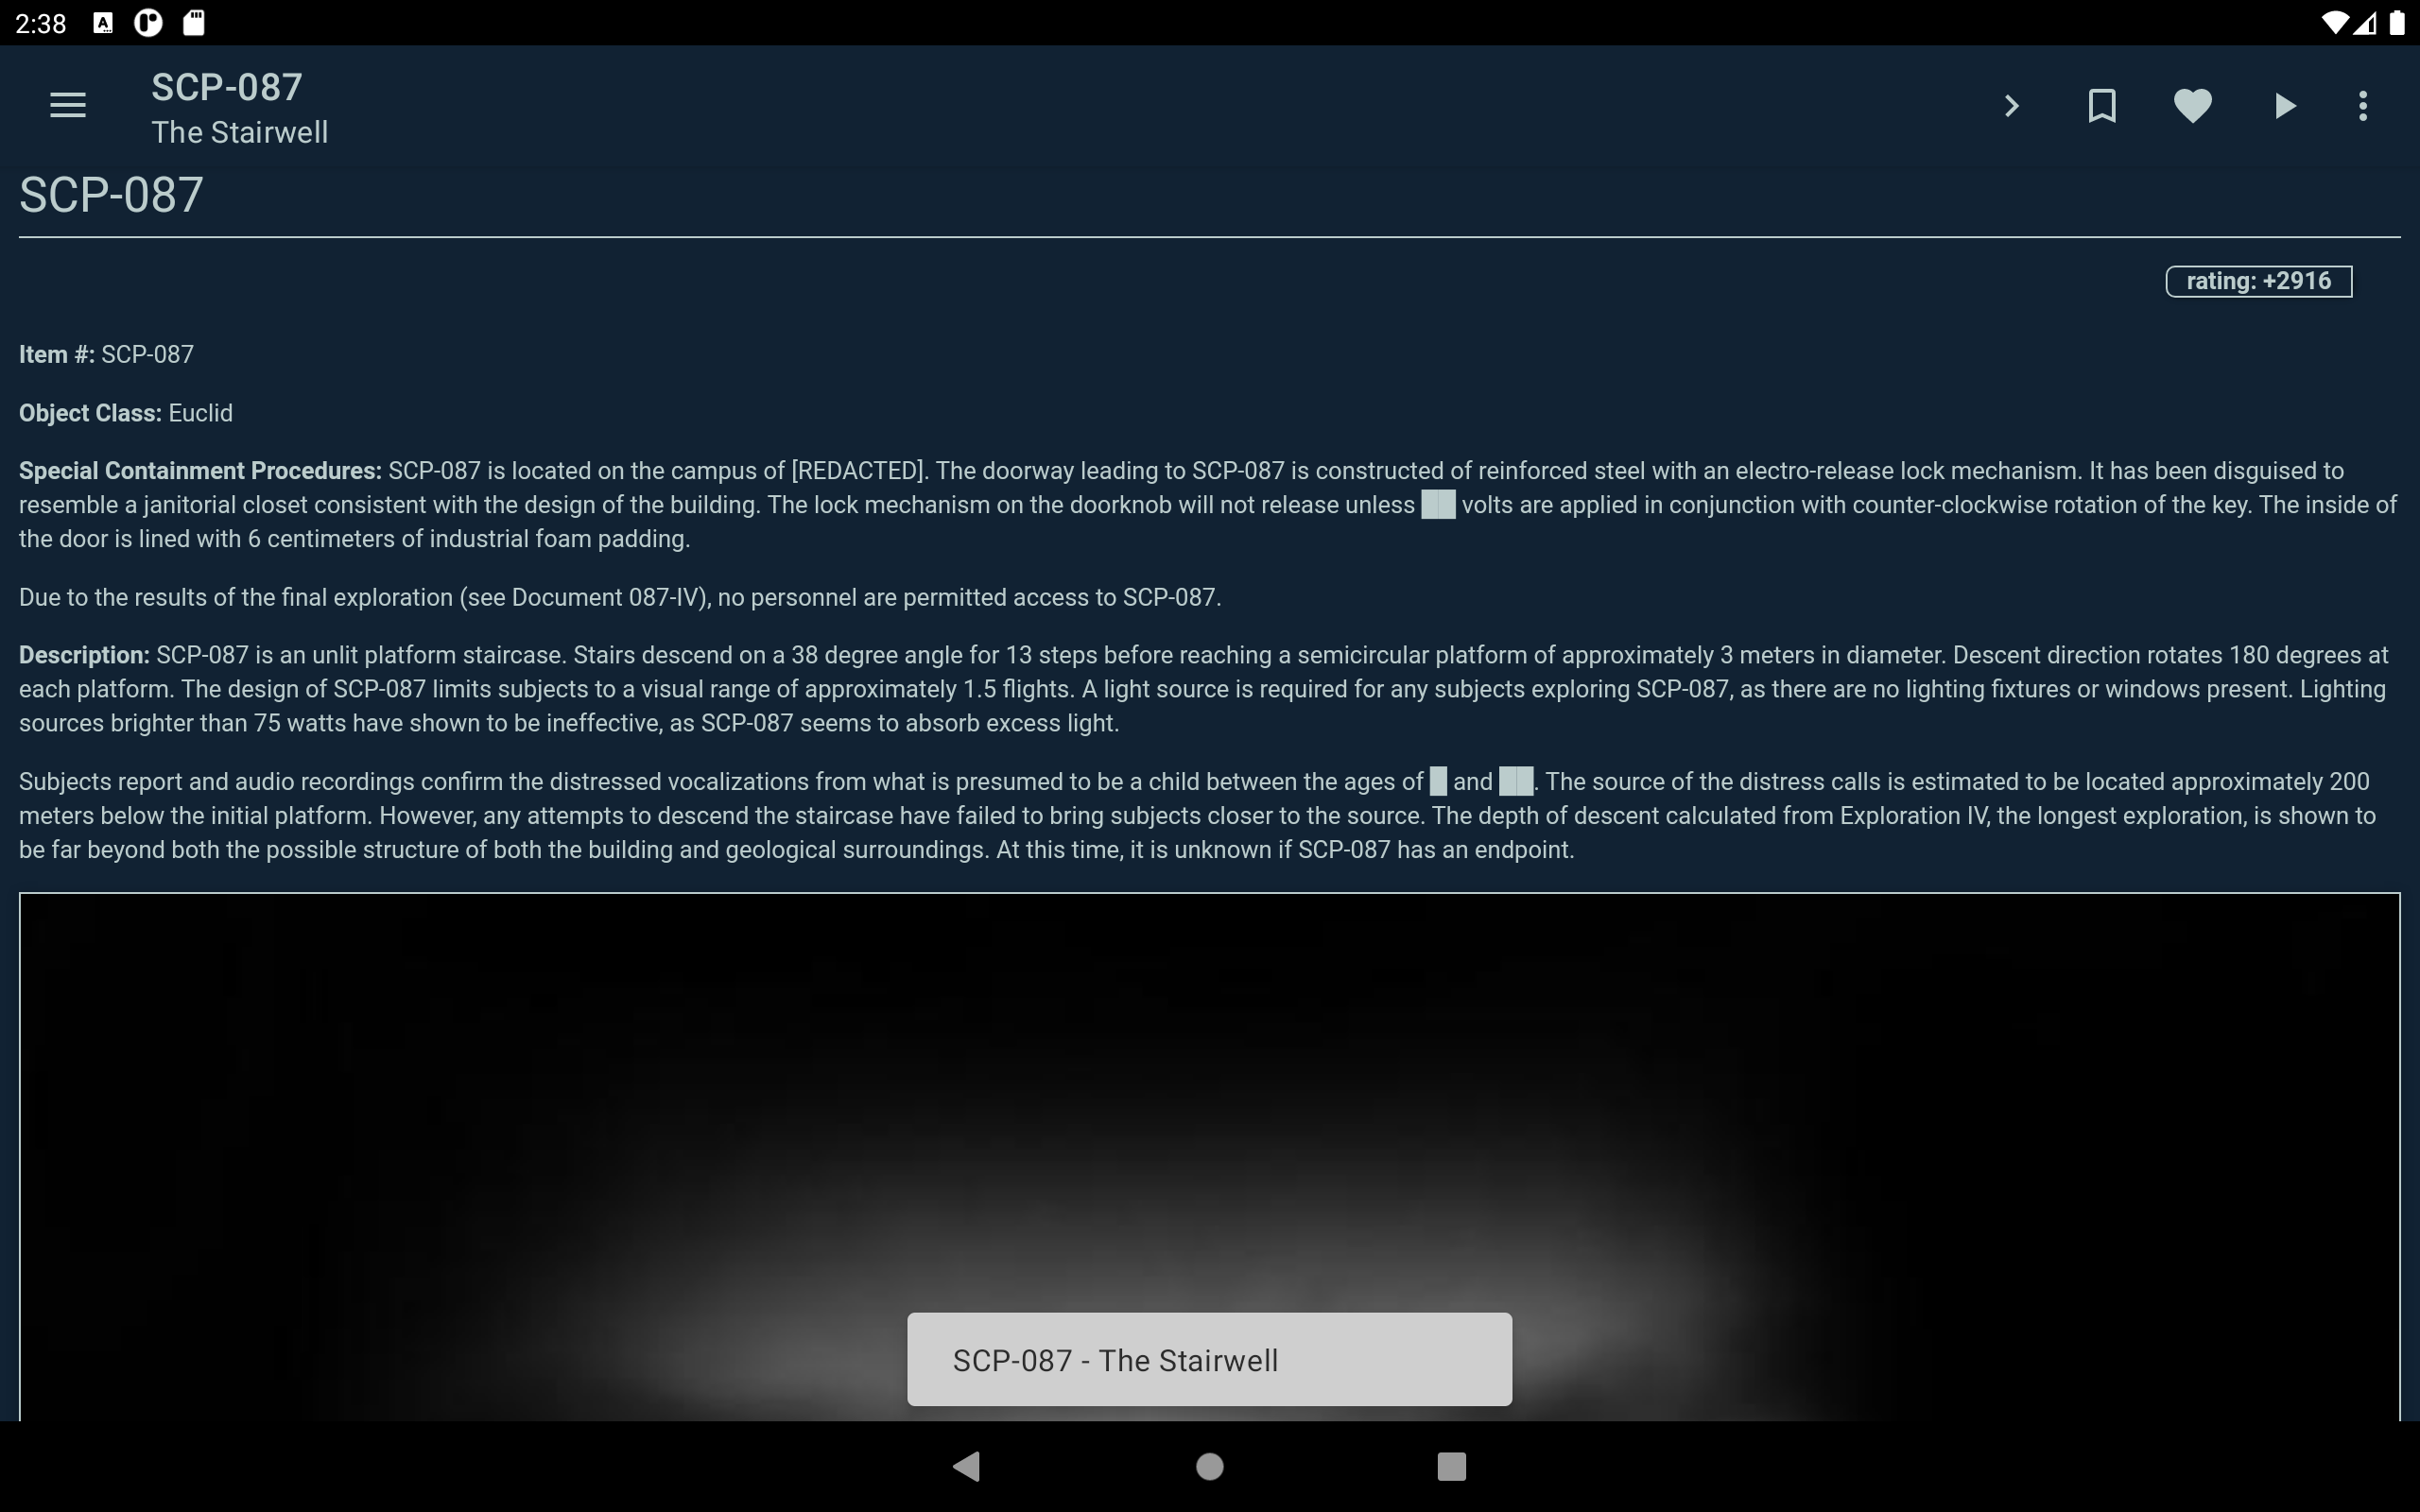 2:38
SCP-087
The Stairwell
SCP-087
rating: +2916
Item #: SCP-087
Object Class: Euclid
Special Containment Procedures: SCP-087 is located on the campus of [REDACTED]. The doorway leading to SCP-087 is constructed of reinforced steel with an electro-release lock mechanism. It has been disguised to
resemble a janitorial closet consistent with the design of the building. The lock mechanism on the doorknob will not release unless ██ volts are applied in conjunction with counter-clockwise rotation of the key. The inside of
the door is lined with 6 centimeters of industrial foam padding.
Due to the results of the final exploration (see Document 087-IV), no personnel are permitted access to SCP-087.
Description: SCP-087 is an unlit platform staircase. Stairs descend on a 38 degree angle for 13 steps before reaching a semicircular platform of approximately 3 meters in diameter. Descent direction rotates 180 degrees at
each platform. The design of SCP-087 limits subjects to a visual range of approximately 1.5 flights. A light source is required for any subjects exploring SCP-087, as there are no lighting fixtures or windows present. Lighting
sources brighter than 75 watts have shown to be ineffective, as SCP-087 seems to absorb excess light.
Subjects report and audio recordings confirm the distressed vocalizations from what is presumed to be a child between the ages of █ and ██. The source of the distress calls is estimated to be located approximately 200
meters below the initial platform. However, any attempts to descend the staircase have failed to bring subjects closer to the source. The depth of descent calculated from Exploration IV, the longest exploration, is shown to
be far beyond both the possible structure of both the building and geological surroundings. At this time, it is unknown if SCP-087 has an endpoint.
SCP-087 - The Stairwell